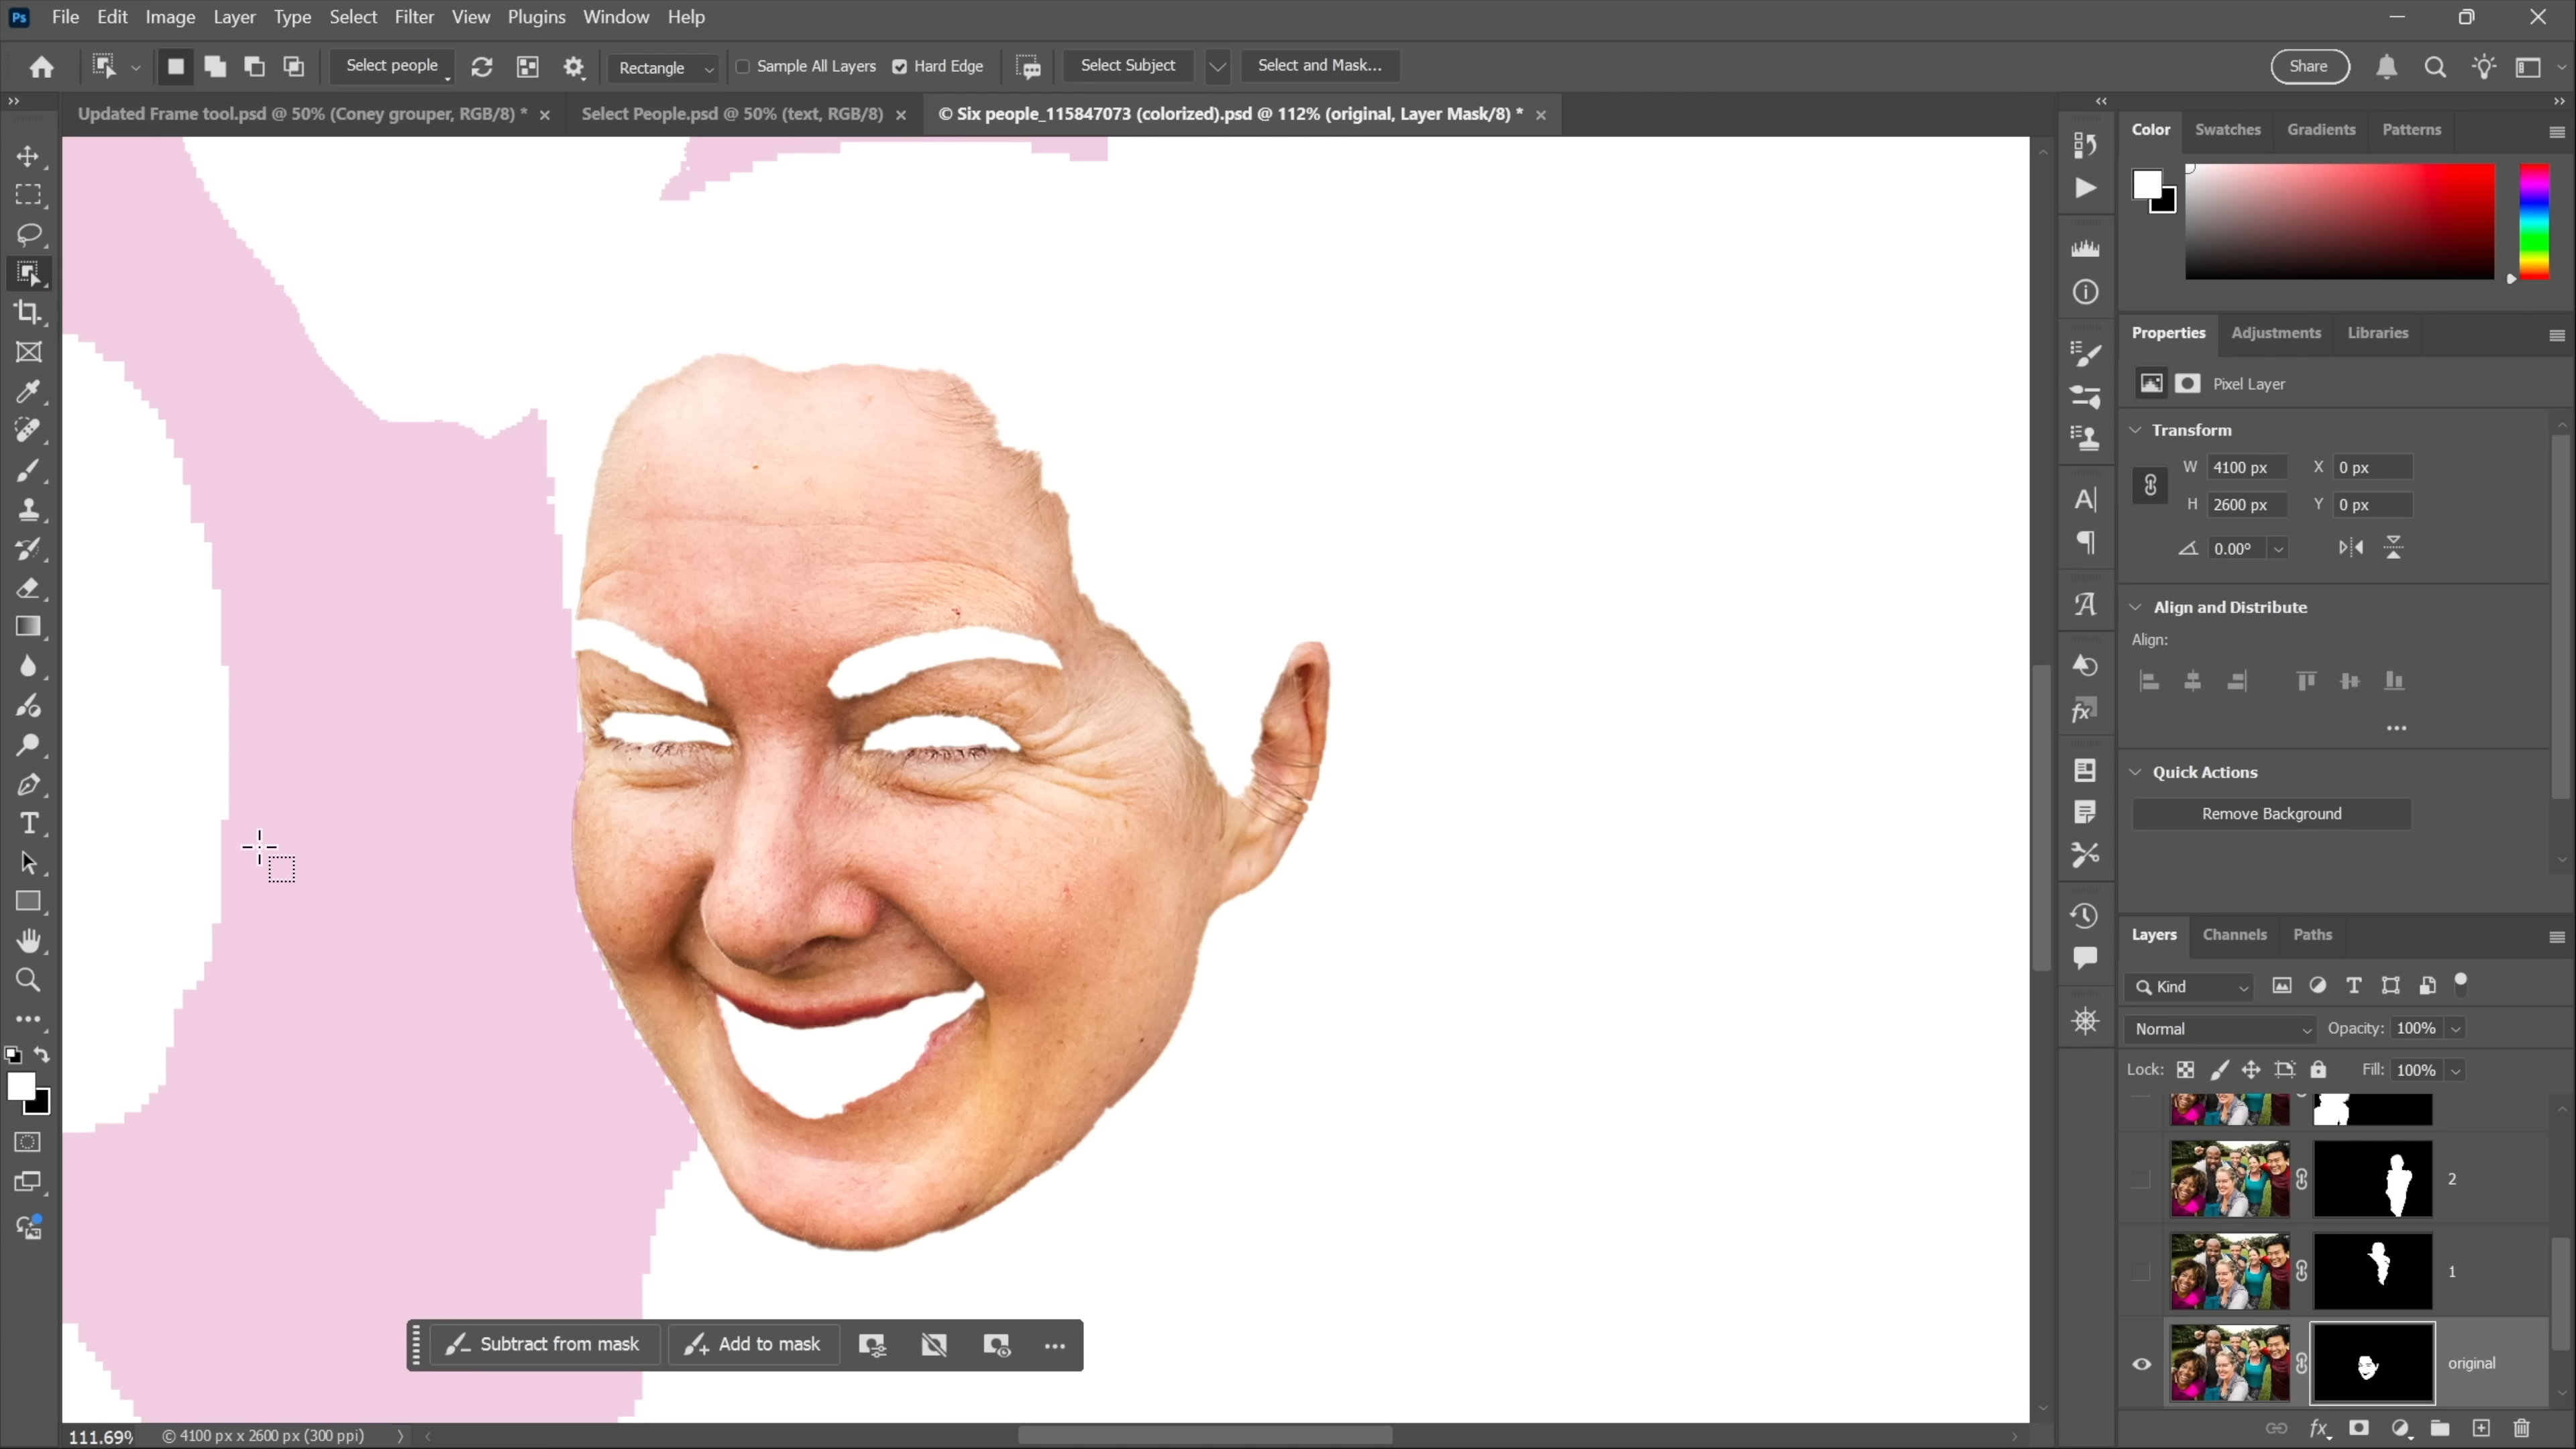 Ps File Edit Image Layer Type Select Filter View Plugins Window Help
Select people Rectangle Sample All Layers Hard Edge Select Subject Select and Mask... Share
Updated Frame tool.psd @ 50% (Coney grouper, RGB/8) * × Select People.psd @ 50% (text, RGB/8) × © Six people_115847073 (colorized).psd @ 112% (original, Layer Mask/8) * ×
Color Swatches Gradients Patterns
Properties Adjustments Libraries
Pixel Layer
Transform
W 4100 px X 0 px
H 2600 px Y 0 px
0.00°
Align and Distribute
Align:
Quick Actions
Remove Background
Layers Channels Paths
Kind
Normal Opacity: 100%
Lock: Fill: 100%
2
1
original
Subtract from mask Add to mask
111.69% © 4100 px x 2600 px (300 ppi)